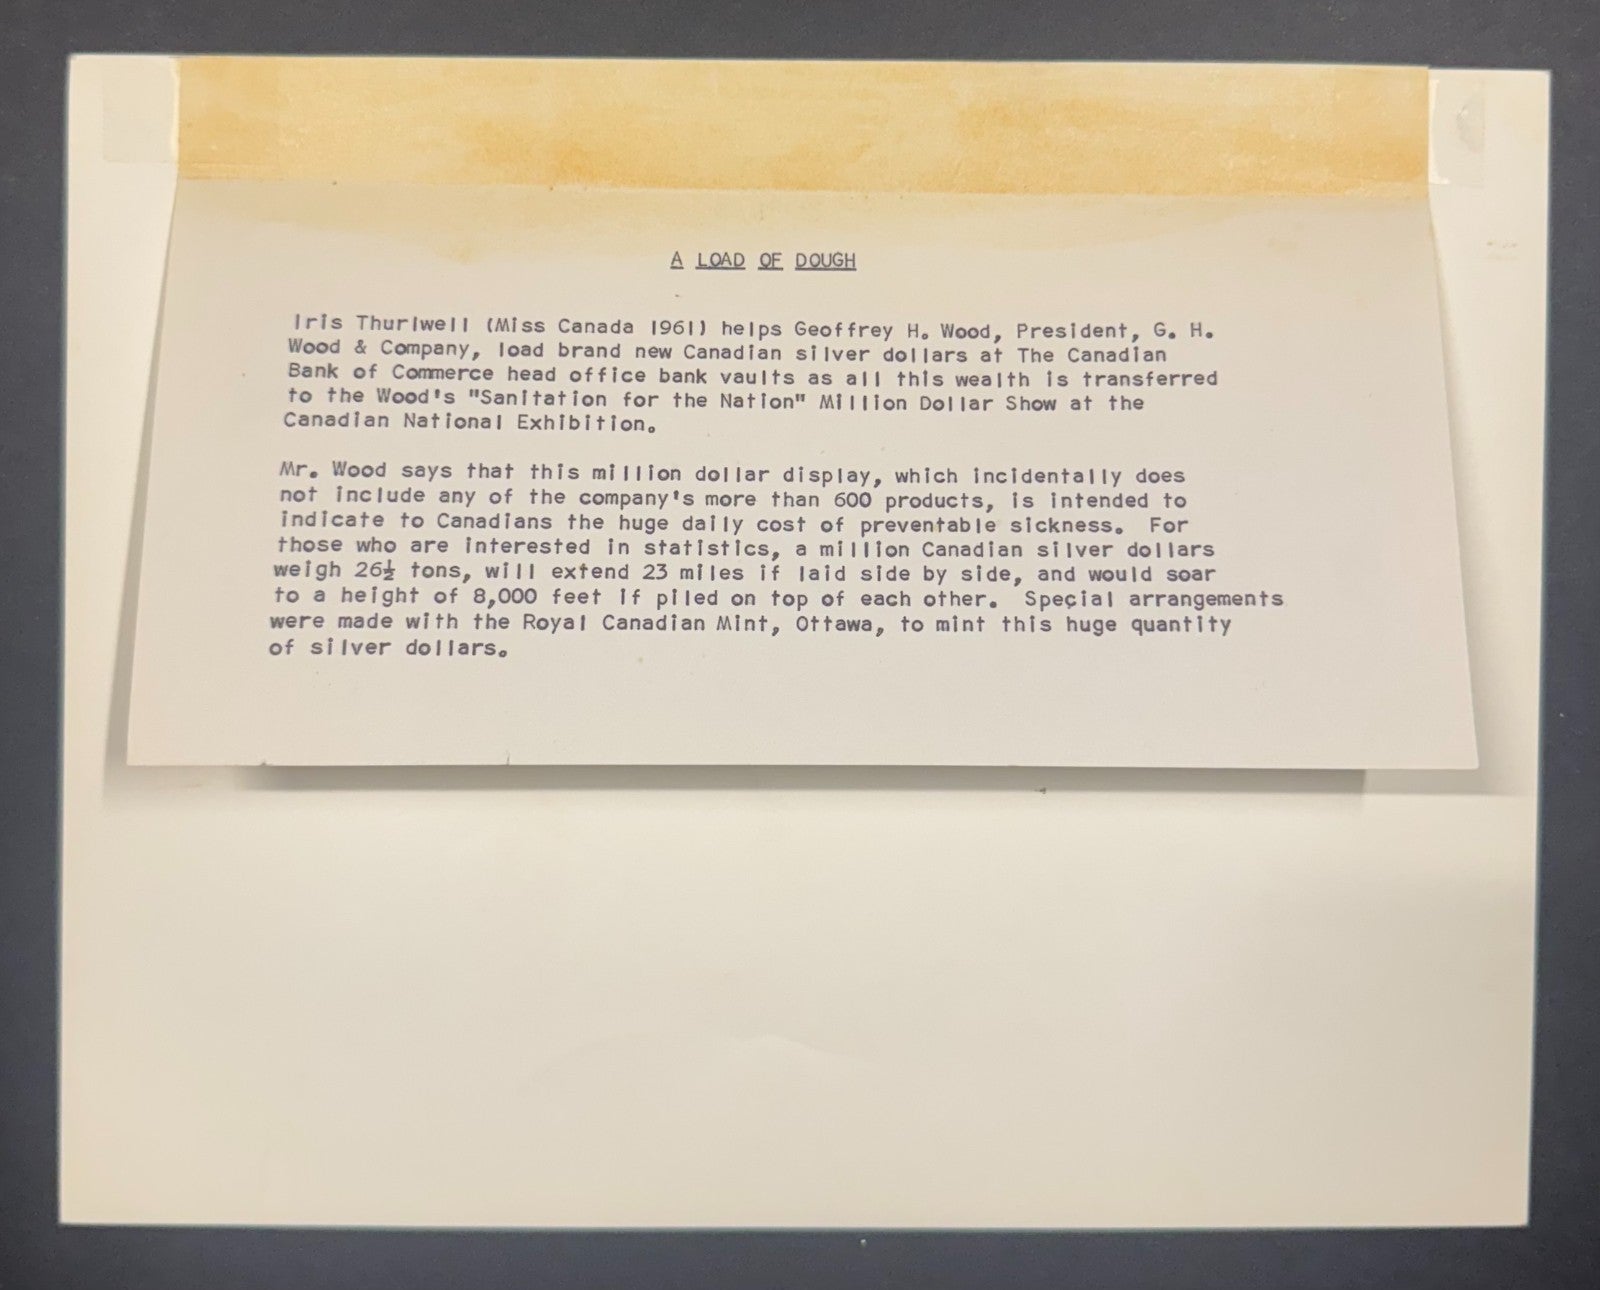 A LOAD OF DOUGH
Iris Thurlwell (Miss Canada 1961) helps Geoffrey H. Wood, President, G. H.
Wood & Company, load brand new Canadian silver dollars at The Canadian
Bank of Commerce head office bank vaults as all this wealth is transferred
to the Wood's "Sanitation for the Nation" Million Dollar Show at the
Canadian National Exhibition.
Mr. Wood says that this million dollar display, which incidentally does
not include any of the company's more than 600 products, is intended to
indicate to Canadians the huge daily cost of preventable sickness.  For
those who are interested in statistics, a million Canadian silver dollars
weigh 26½ tons, will extend 23 miles if laid side by side, and would soar
to a height of 8,000 feet if piled on top of each other.  Special arrangements
were made with the Royal Canadian Mint, Ottawa, to mint this huge quantity
of silver dollars.